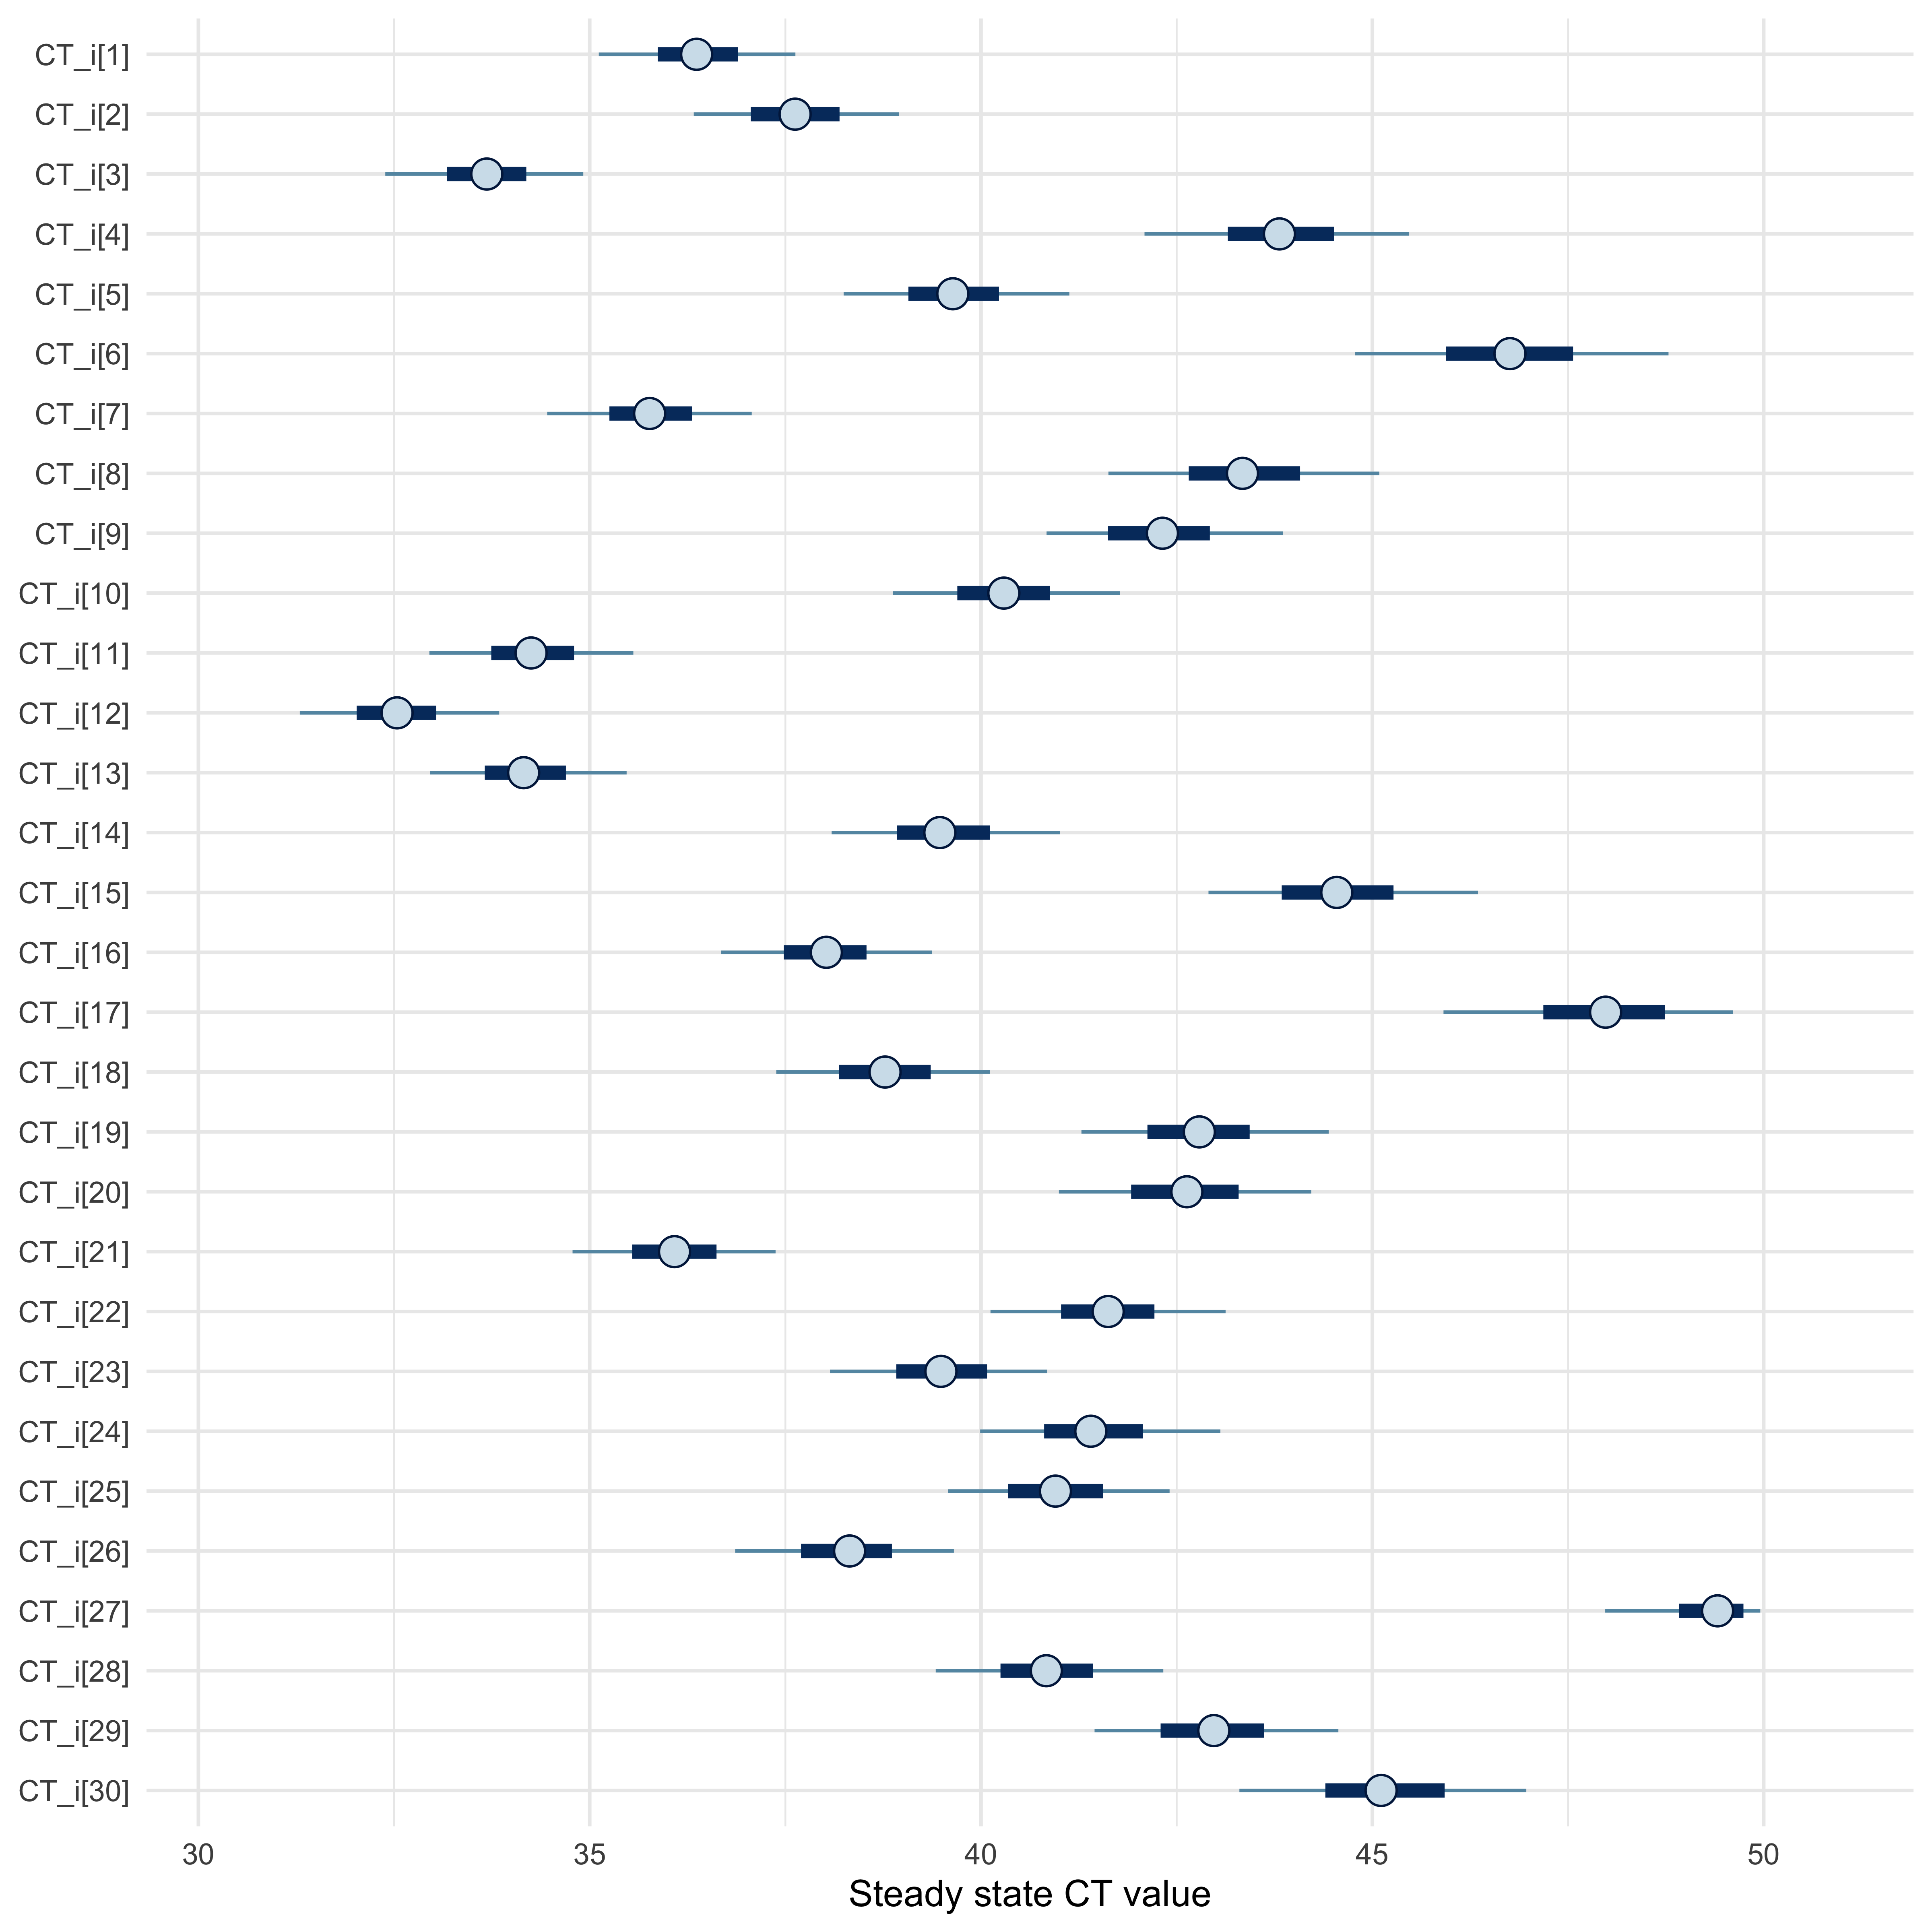 CT_i[1]
CT_i[2]
CT_i[3]
CT_i[4]
CT_i[5]
CT_i[6]
CT_i[7]
CT_i[8]
CT_i[9]
CT_i[10]
CT_i[11]
CT_i[12]
CT_i[13]
CT_i[14]
CT_i[15]
CT_i[16]
CT_i[17]
CT_i[18]
CT_i[19]
CT_i[20]
CT_i[21]
CT_i[22]
CT_i[23]
CT_i[24]
CT_i[25]
CT_i[26]
CT_i[27]
CT_i[28]
CT_i[29]
CT_i[30]
30 35 40 45 50
Steady state CT value